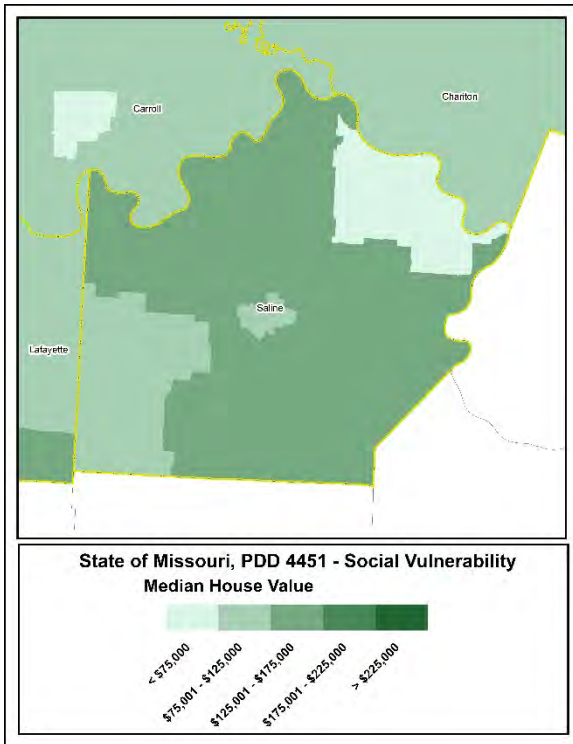 Carroll
Chariton
Saline
Lafayette
State of Missouri, PDD 4451 - Social Vulnerability
Median House Value
< $75,000
$75,001 - $125,000
$125,001 - $175,000
$175,001 - $225,000
> $225,000